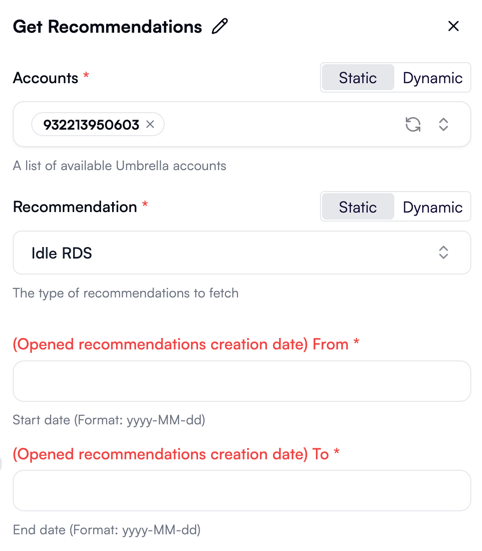 Get Recommendations
Accounts *
Static Dynamic
932213950603
A list of available Umbrella accounts
Recommendation *
Static Dynamic
Idle RDS
The type of recommendations to fetch
(Opened recommendations creation date) From *
Start date (Format: yyyy-MM-dd)
(Opened recommendations creation date) To *
End date (Format: yyyy-MM-dd)